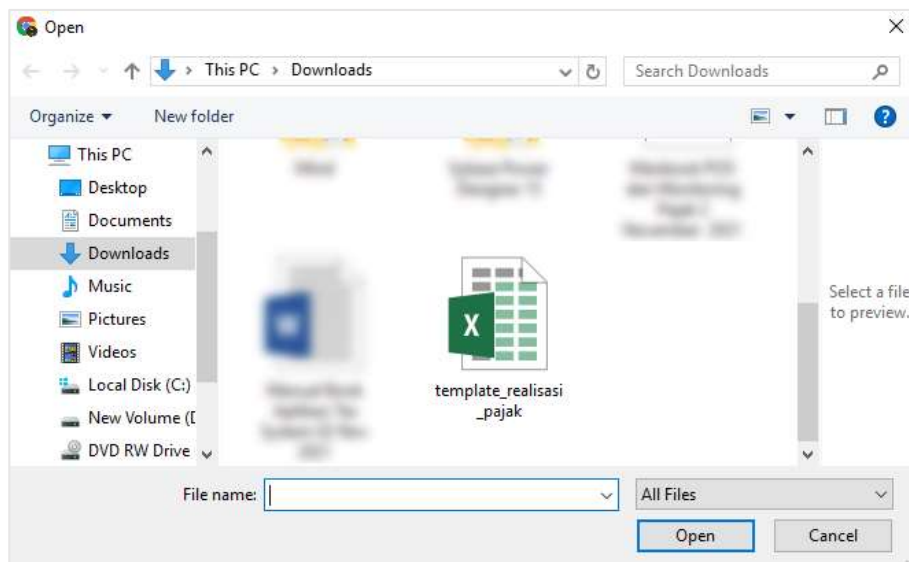 Open
This PC > Downloads
Search Downloads
Organize
New folder
This PC
Desktop
Documents
Downloads
Music
Pictures
Videos
Local Disk (C:)
New Volume (D
DVD RW Drive
template_realisasi
_pajak
Select a file
to preview.
File name:
All Files
Open
Cancel